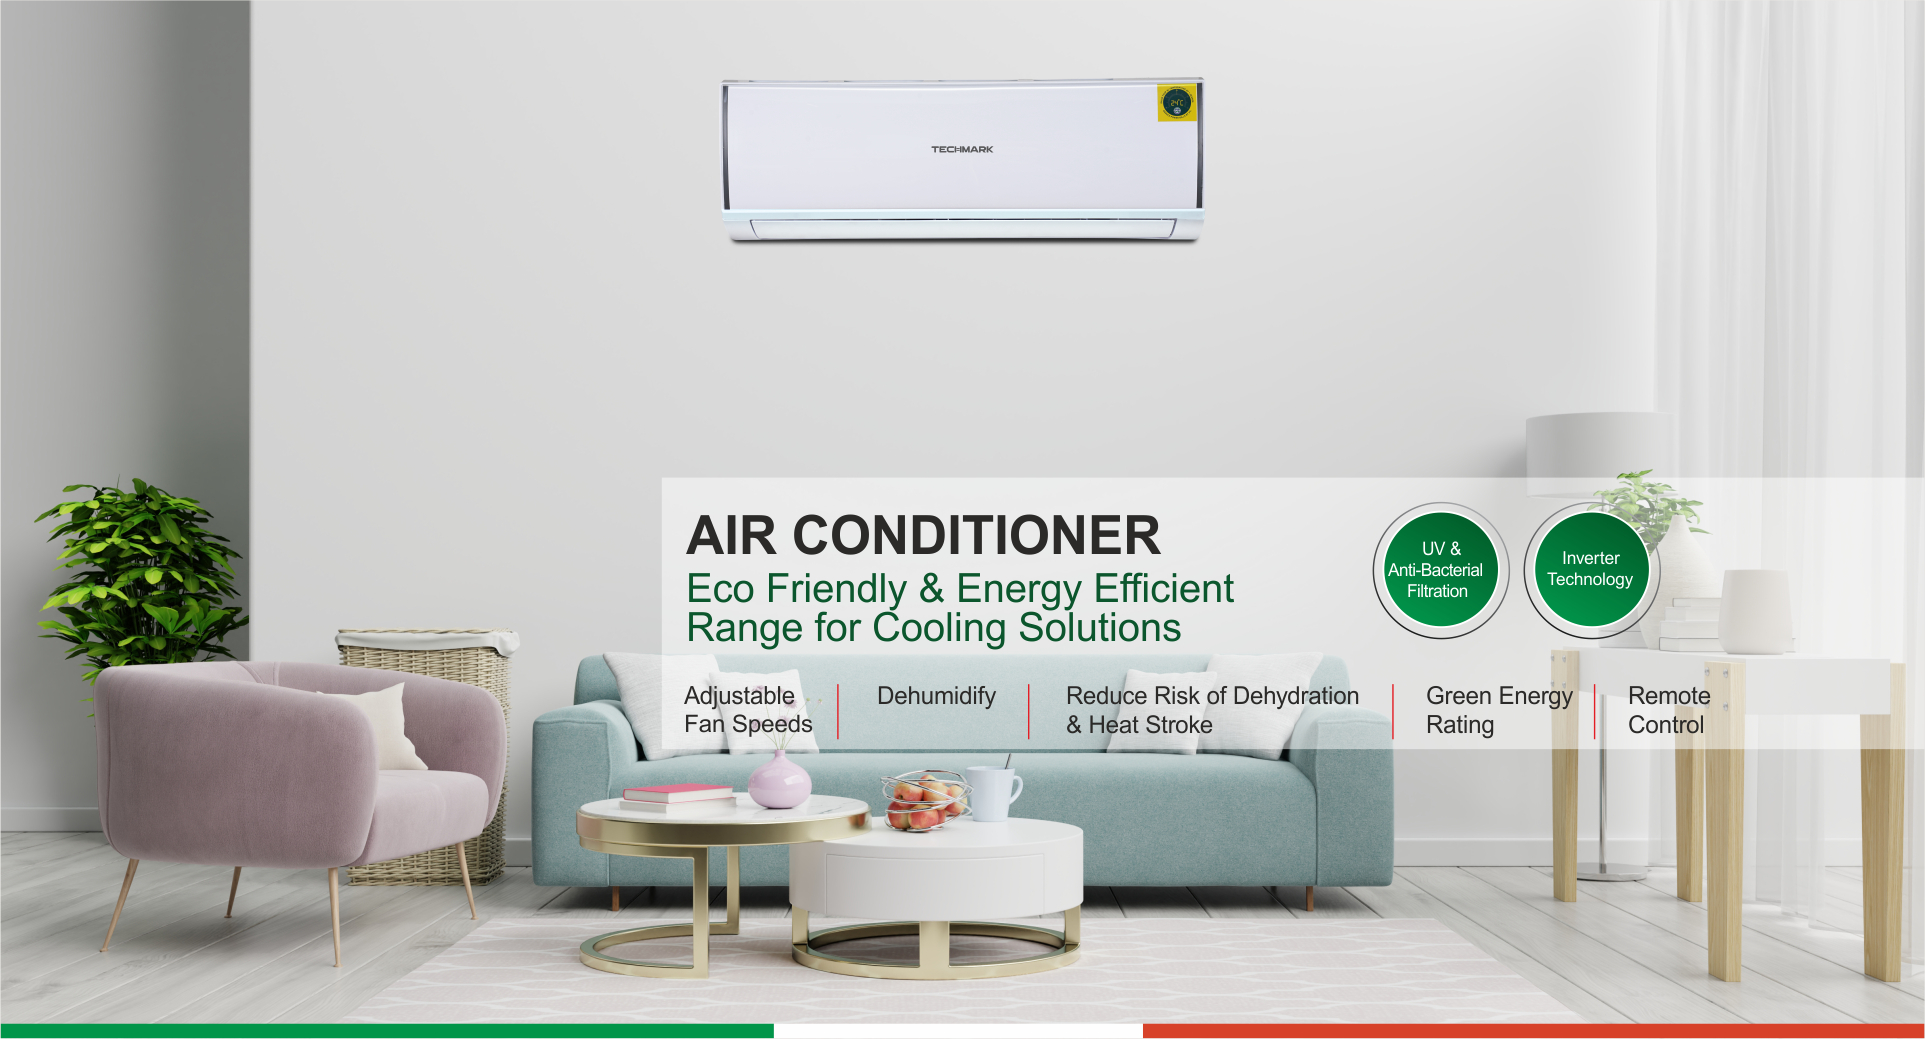 24°C
TECHMARK
AIR CONDITIONER
Eco Friendly & Energy Efficient
Range for Cooling Solutions
UV &
Anti-Bacterial
Filtration
Inverter
Technology
Adjustable
Fan Speeds
Dehumidify
Reduce Risk of Dehydration
& Heat Stroke
Green Energy
Rating
Remote
Control